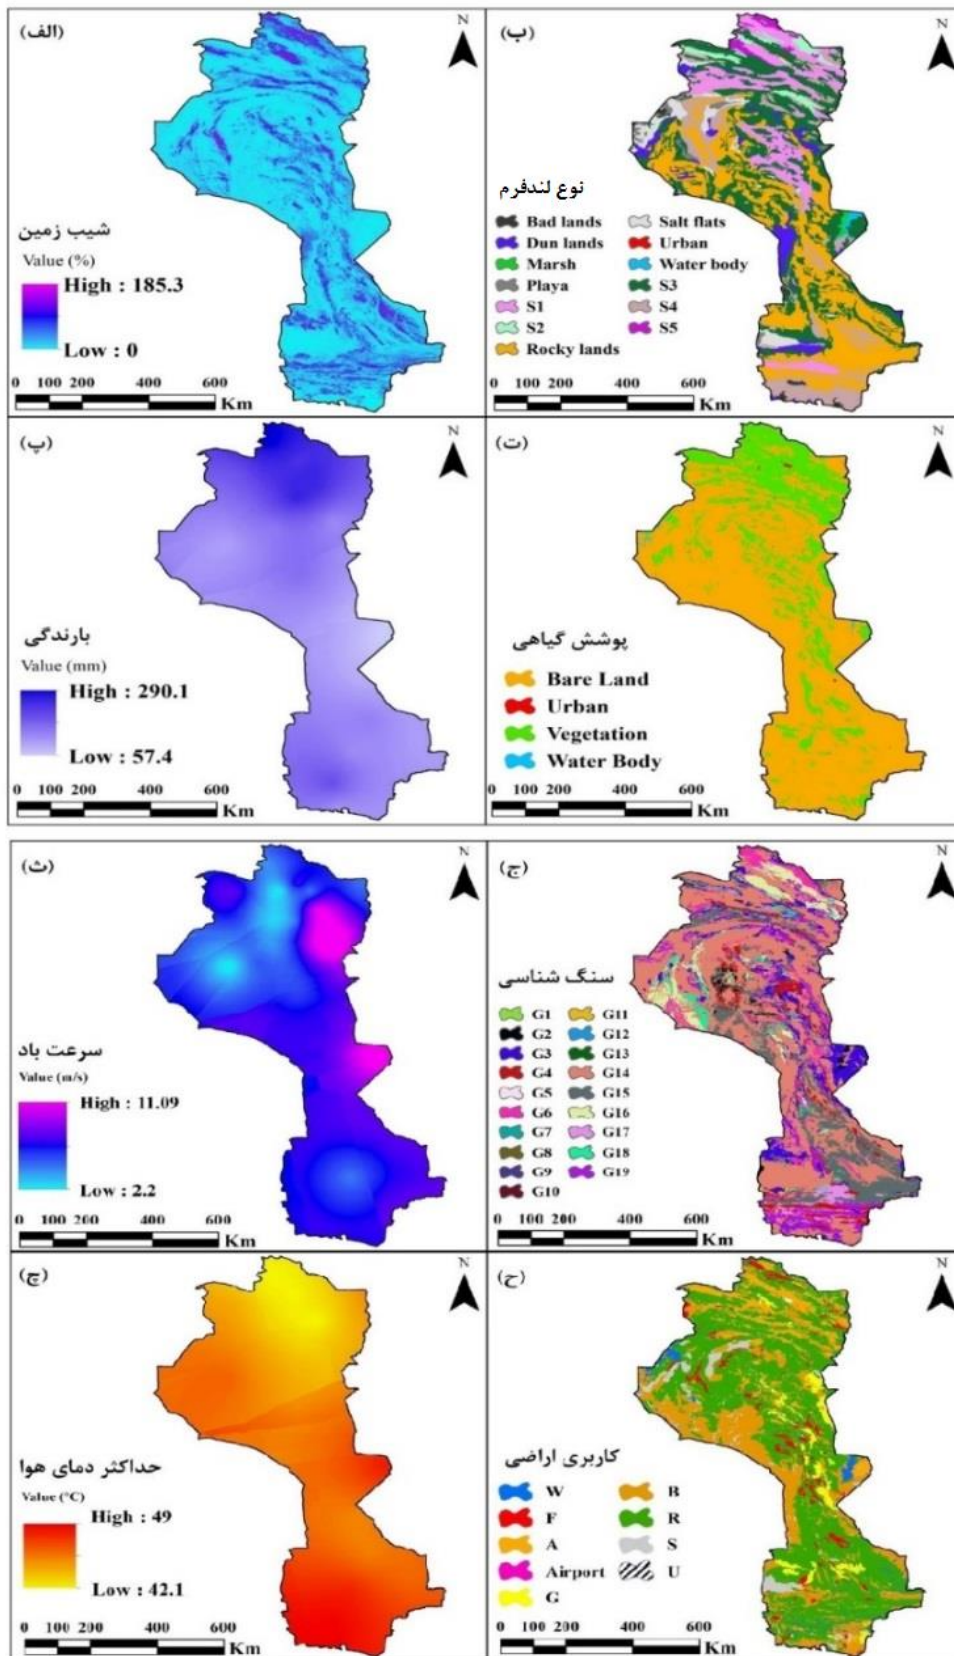 (الف)
N
شیب زمین
Value (%)
High : 185.3
Low : 0
0 100 200 400 600
Km
(ب)
N
نوع لندفرم
Bad lands
Dun lands
Marsh
Playa
S1
S2
Rocky lands
Salt flats
Urban
Water body
S3
S4
S5
0 100 200 400 600
Km
(پ)
N
بارندگی
Value (mm)
High : 290.1
Low : 57.4
0 100 200 400 600
Km
(ت)
N
پوشش گیاهی
Bare Land
Urban
Vegetation
Water Body
0 100 200 400 600
Km
(ث)
N
سرعت باد
Value (m/s)
High : 11.09
Low : 2.2
0 100 200 400 600
Km
(ج)
N
سنگ شناسی
G1
G2
G3
G4
G5
G6
G7
G8
G9
G10
G11
G12
G13
G14
G15
G16
G17
G18
G19
0 100 200 400 600
Km
(چ)
N
حداکثر دمای هوا
Value (°C)
High : 49
Low : 42.1
0 100 200 400 600
Km
(ح)
N
کاربری اراضی
W
F
A
Airport
G
B
R
S
U
0 100 200 400 600
Km